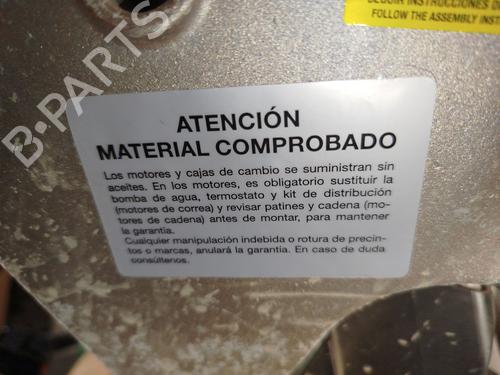 SEGUIR INSTRUCCIONES DE
FOLLOW THE ASSEMBLY INST
B-PARTS
ATENCIÓN
MATERIAL COMPROBADO
Los motores y cajas de cambio se suministran sin
aceites. En los motores, es obligatorio sustituir la
bomba de agua, termostato y kit de distribución
(motores de correa) y revisar patines y cadena (mo-
tores de cadena) antes de montar, para mantener
la garantía.
Cualquier manipulación indebida o rotura de precin-
tos o marcas, anulará la garantía. En caso de duda
consúltenos.